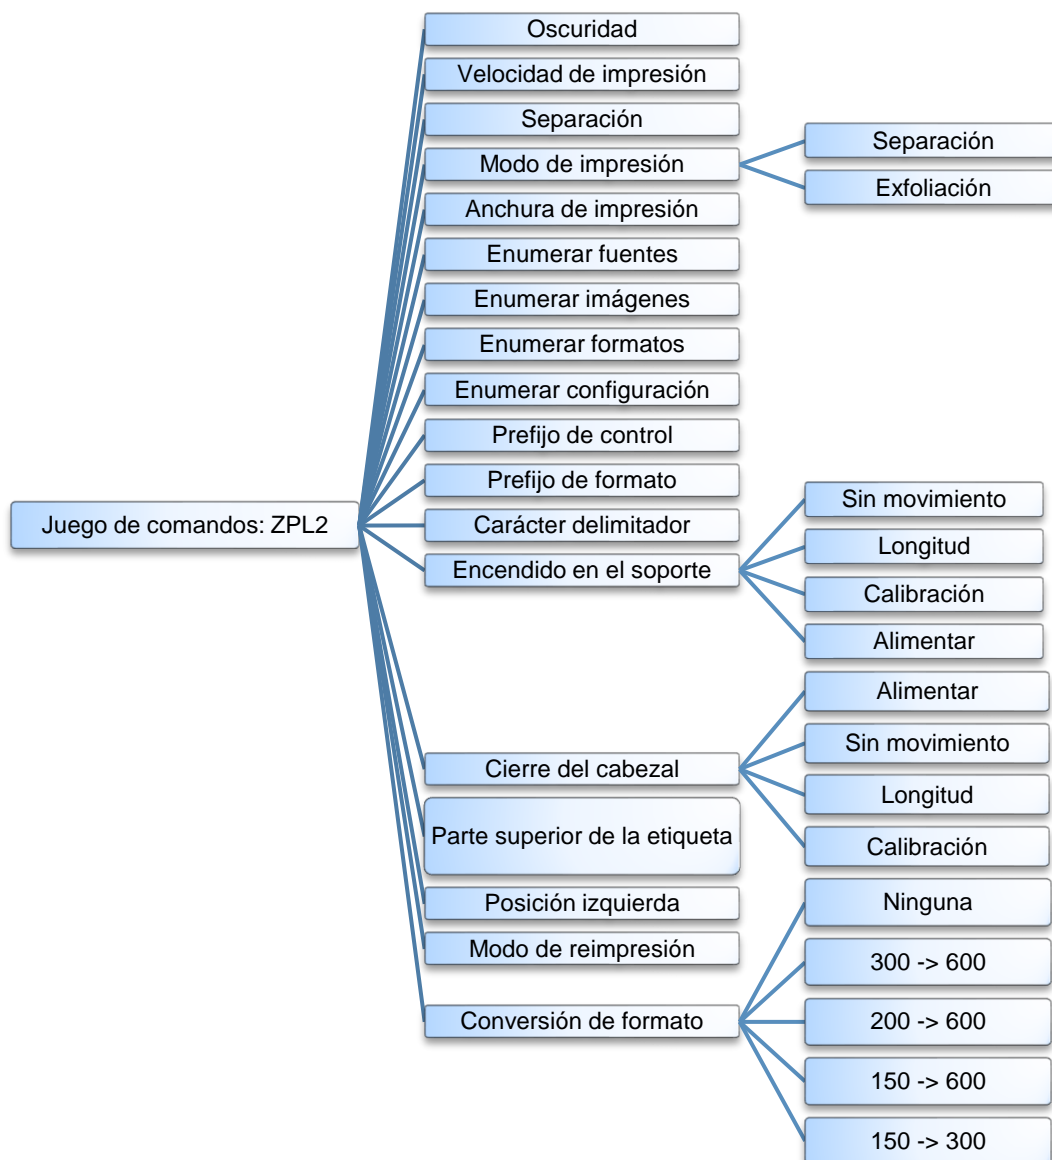 Juego de comandos: ZPL2
Oscuridad
Velocidad de impresión
Separación
Modo de impresión
Separación
Exfoliación
Anchura de impresión
Enumerar fuentes
Enumerar imágenes
Enumerar formatos
Enumerar configuración
Prefijo de control
Prefijo de formato
Carácter delimitador
Encendido en el soporte
Sin movimiento
Longitud
Calibración
Alimentar
Cierre del cabezal
Alimentar
Sin movimiento
Longitud
Calibración
Parte superior de la etiqueta
Posición izquierda
Modo de reimpresión
Conversión de formato
Ninguna
300 -> 600
200 -> 600
150 -> 600
150 -> 300